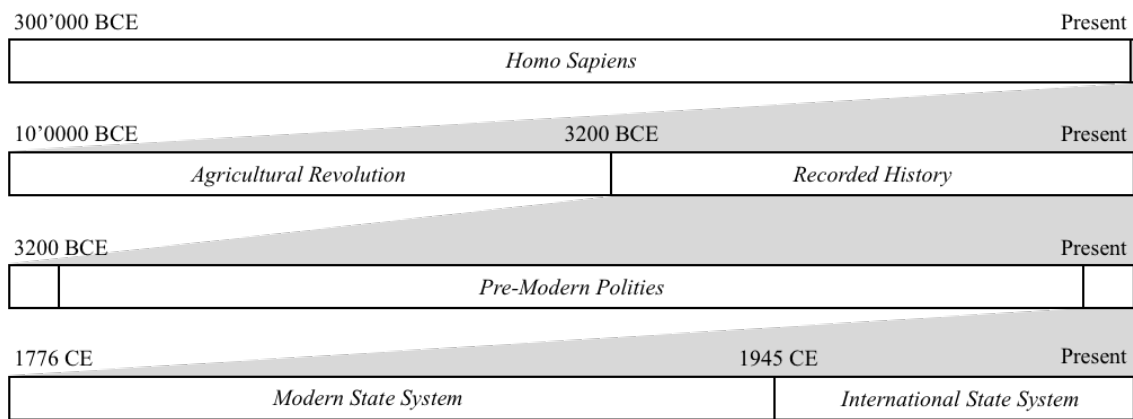 300’000 BCE Present
Homo Sapiens
10’0000 BCE 3200 BCE Present
Agricultural Revolution Recorded History
3200 BCE Present
Pre-Modern Polities
1776 CE 1945 CE Present
Modern State System International State System